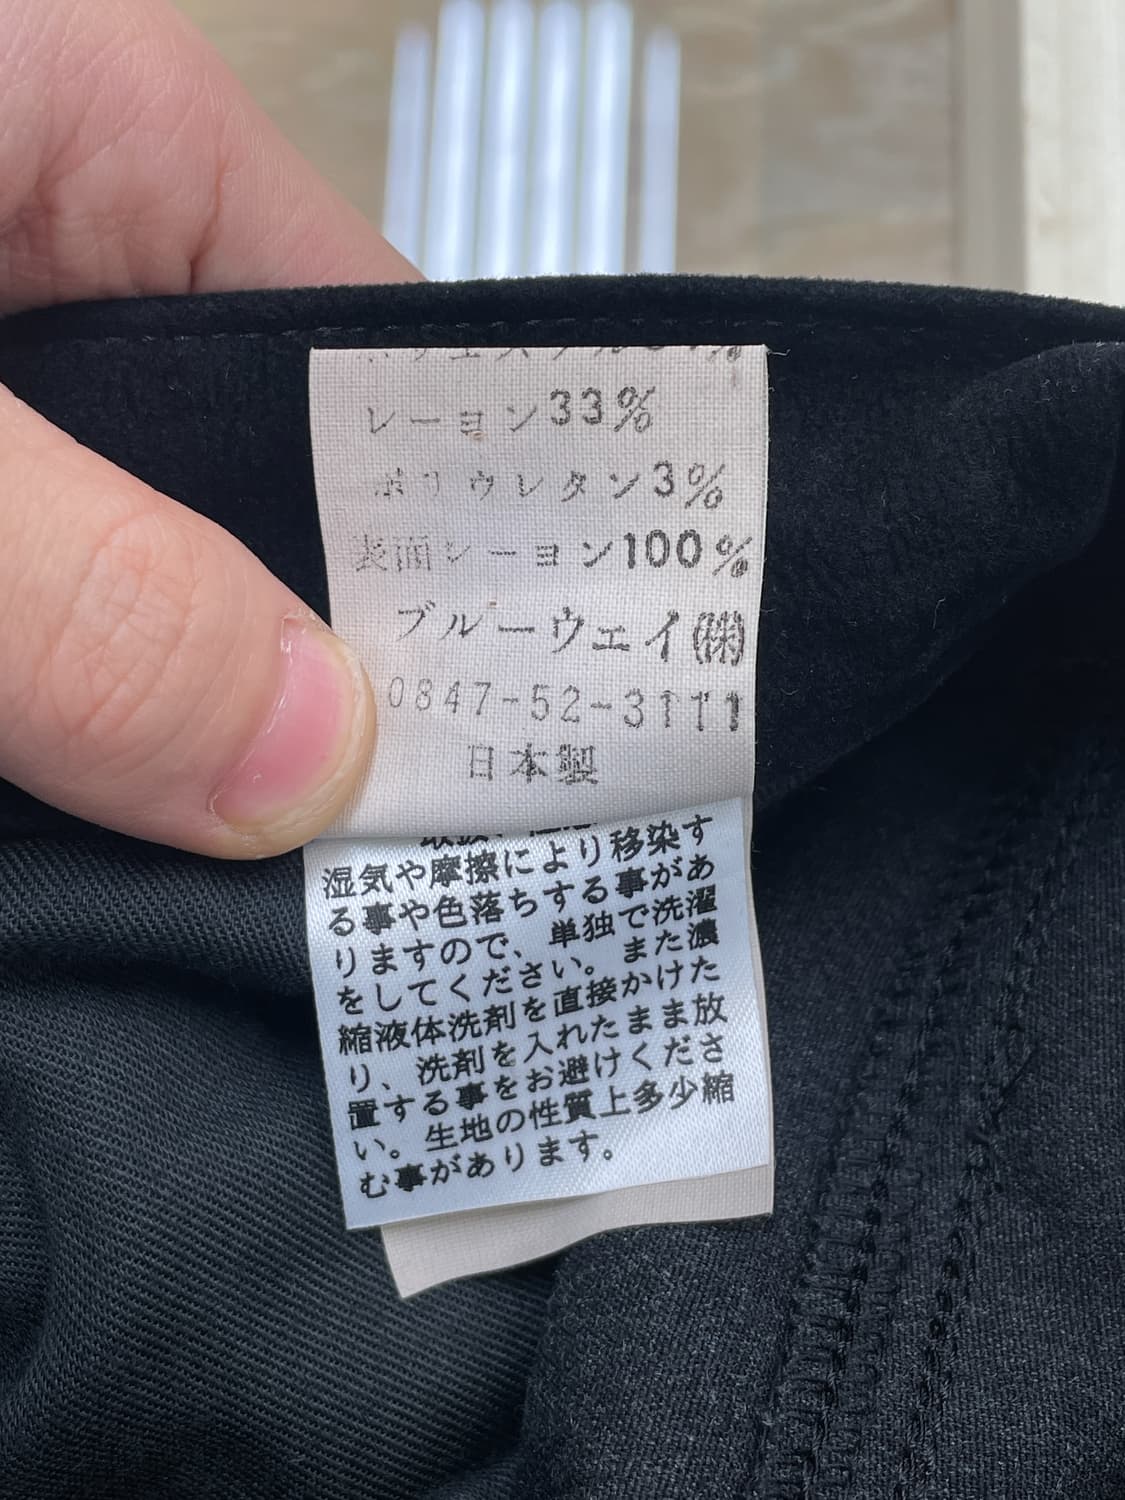 レーヨン33%
ポリウレタン3%
表面レーヨン100%
ブルーウェイ(株)
0847-52-3111
日本製
湿気や摩擦により移染す
る事や色落ちする事があ
りますので、単独で洗濯
をしてください。また濃
縮液体洗剤を直接かけた
り、洗剤を入れたまま放
置する事をお避けくださ
い。生地の性質上多少縮
む事があります。